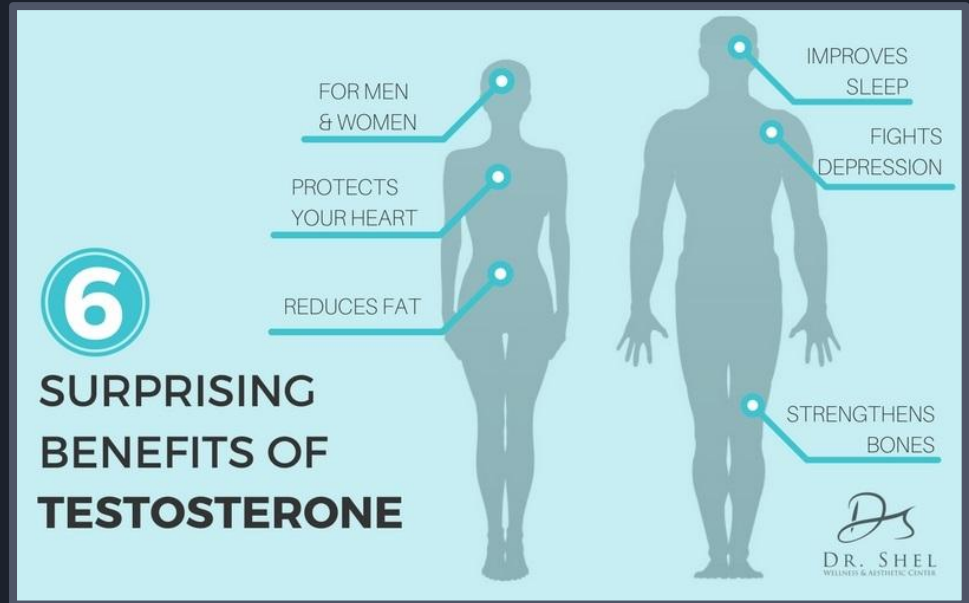 FOR MEN
& WOMEN
PROTECTS
YOUR HEART
REDUCES FAT
6
SURPRISING
BENEFITS OF
TESTOSTERONE
IMPROVES
SLEEP
FIGHTS
DEPRESSION
STRENGTHENS
BONES
DS
DR. SHEL
WELLNESS & AESTHETIC CENTER